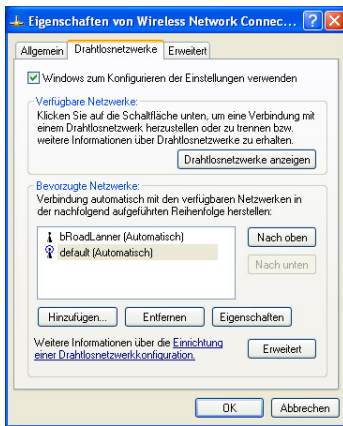 Eigenschaften von Wireless Network Connec...
Allgemein Drahtlosnetzwerke Erweitert
Windows zum Konfigurieren der Einstellungen verwenden
Verfügbare Netzwerke:
Klicken Sie auf die Schaltfläche unten, um eine Verbindung mit
einem Drahtlosnetzwerk herzustellen oder zu trennen bzw.
weitere Informationen über Drahtlosnetzwerke zu erhalten.
Drahtlosnetzwerke anzeigen
Bevorzugte Netzwerke:
Verbindung automatisch mit den verfügbaren Netzwerken in
der nachfolgend aufgeführten Reihenfolge herstellen:
bRoadLanner (Automatisch)
default (Automatisch)
Nach oben
Nach unten
Hinzufügen... Entfernen Eigenschaften
Weitere Informationen über die Einrichtung
einer Drahtlosnetzwerkkonfiguration.
Erweitert
OK Abbrechen